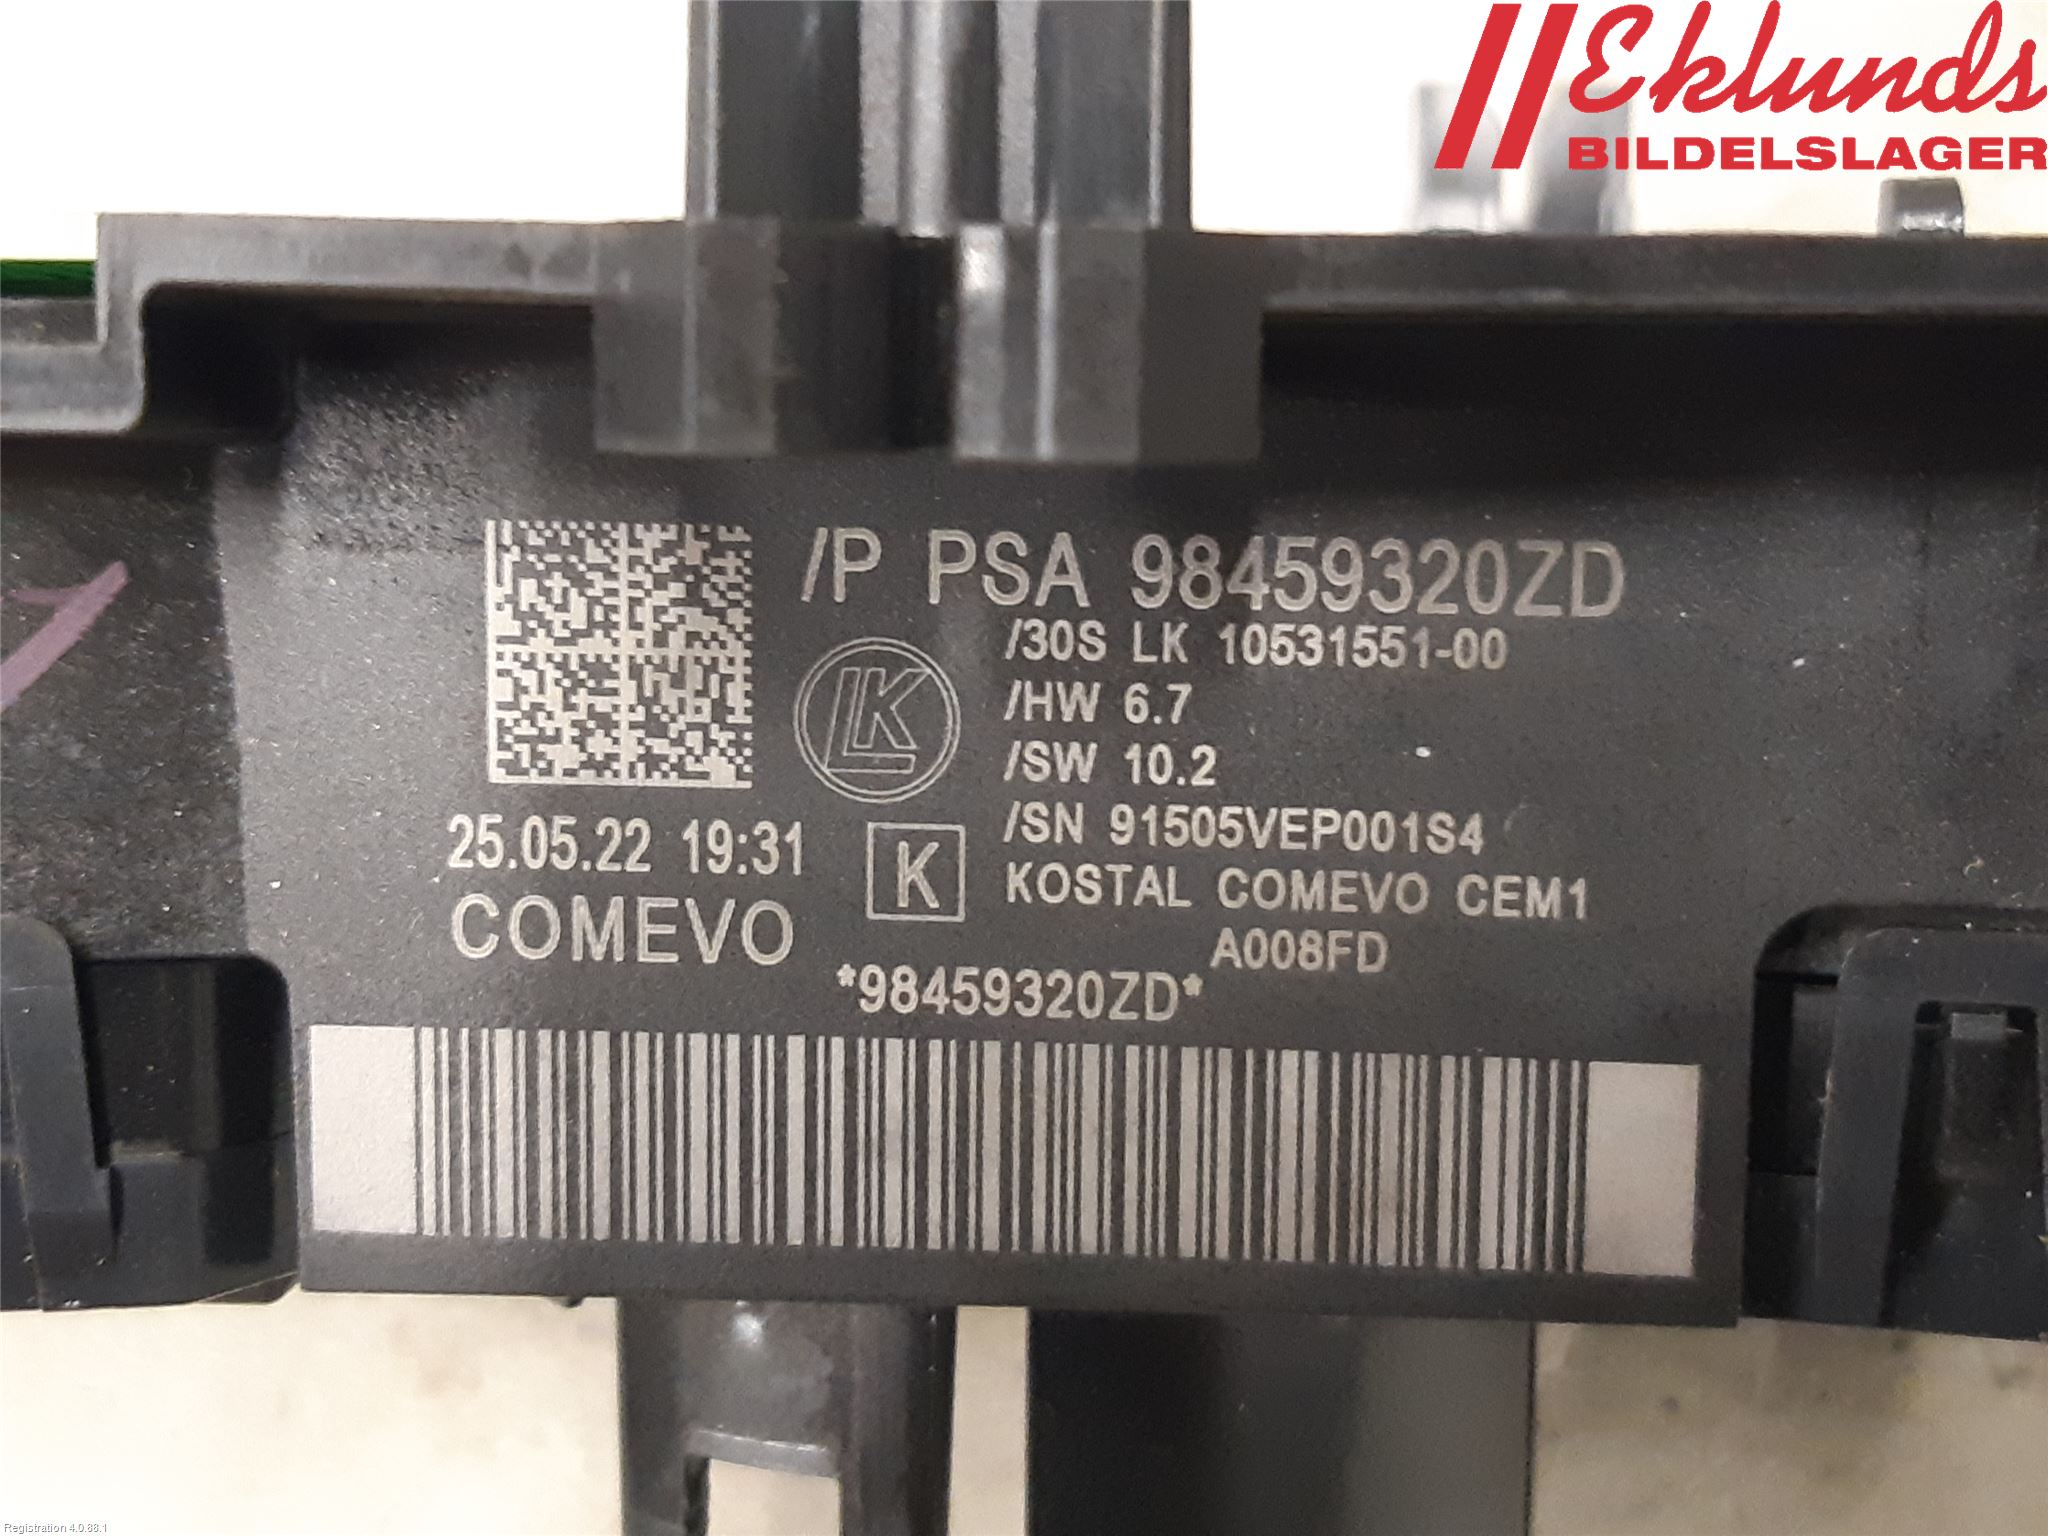 Eklunds
BILDELSLAGER
/P PSA 98459320ZD
/30S LK 10531551-00
LK
/HW 6.7
/SW 10.2
/SN 91505VEP001S4
25.05.22 19:31
K
KOSTAL COMEVO CEM1
COMEVO
A008FD
*98459320ZD*
Registration 4.0.88.1